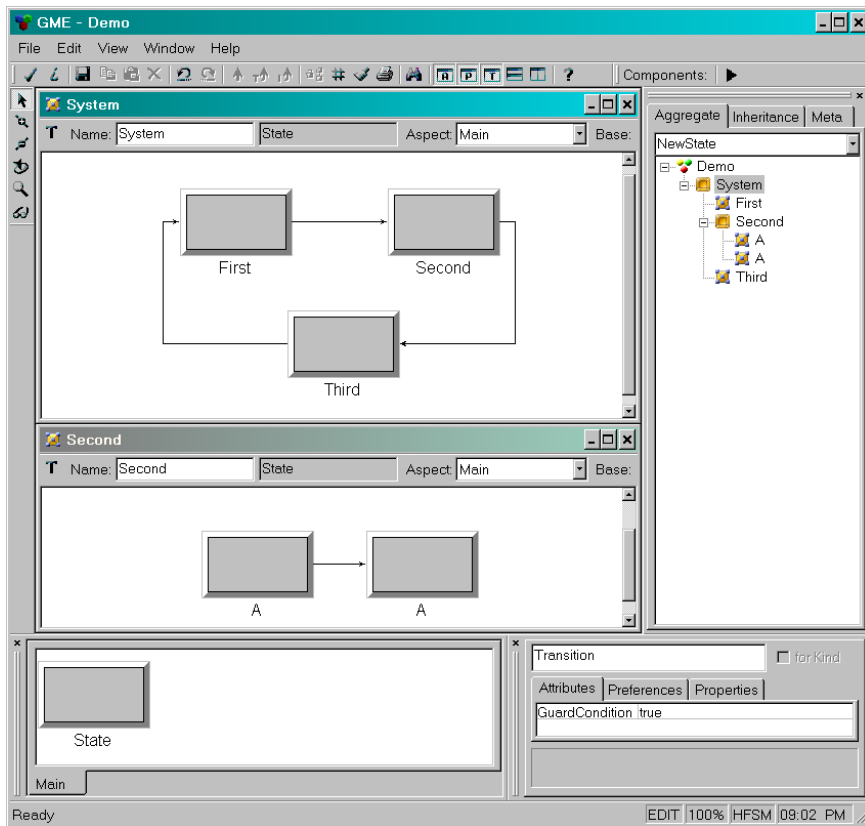 GME - Demo
File Edit View Window Help
Components:
System
Name: System State Aspect: Main Base:
First
Second
Third
Second
Name: Second State Aspect: Main Base:
A A
Aggregate Inheritance Meta
NewState
Demo
System
First
Second
A
A
Third
State
Main
Transition for Kind
Attributes Preferences Properties
GuardCondition true
Ready EDIT 100% HFSM 09:02 PM